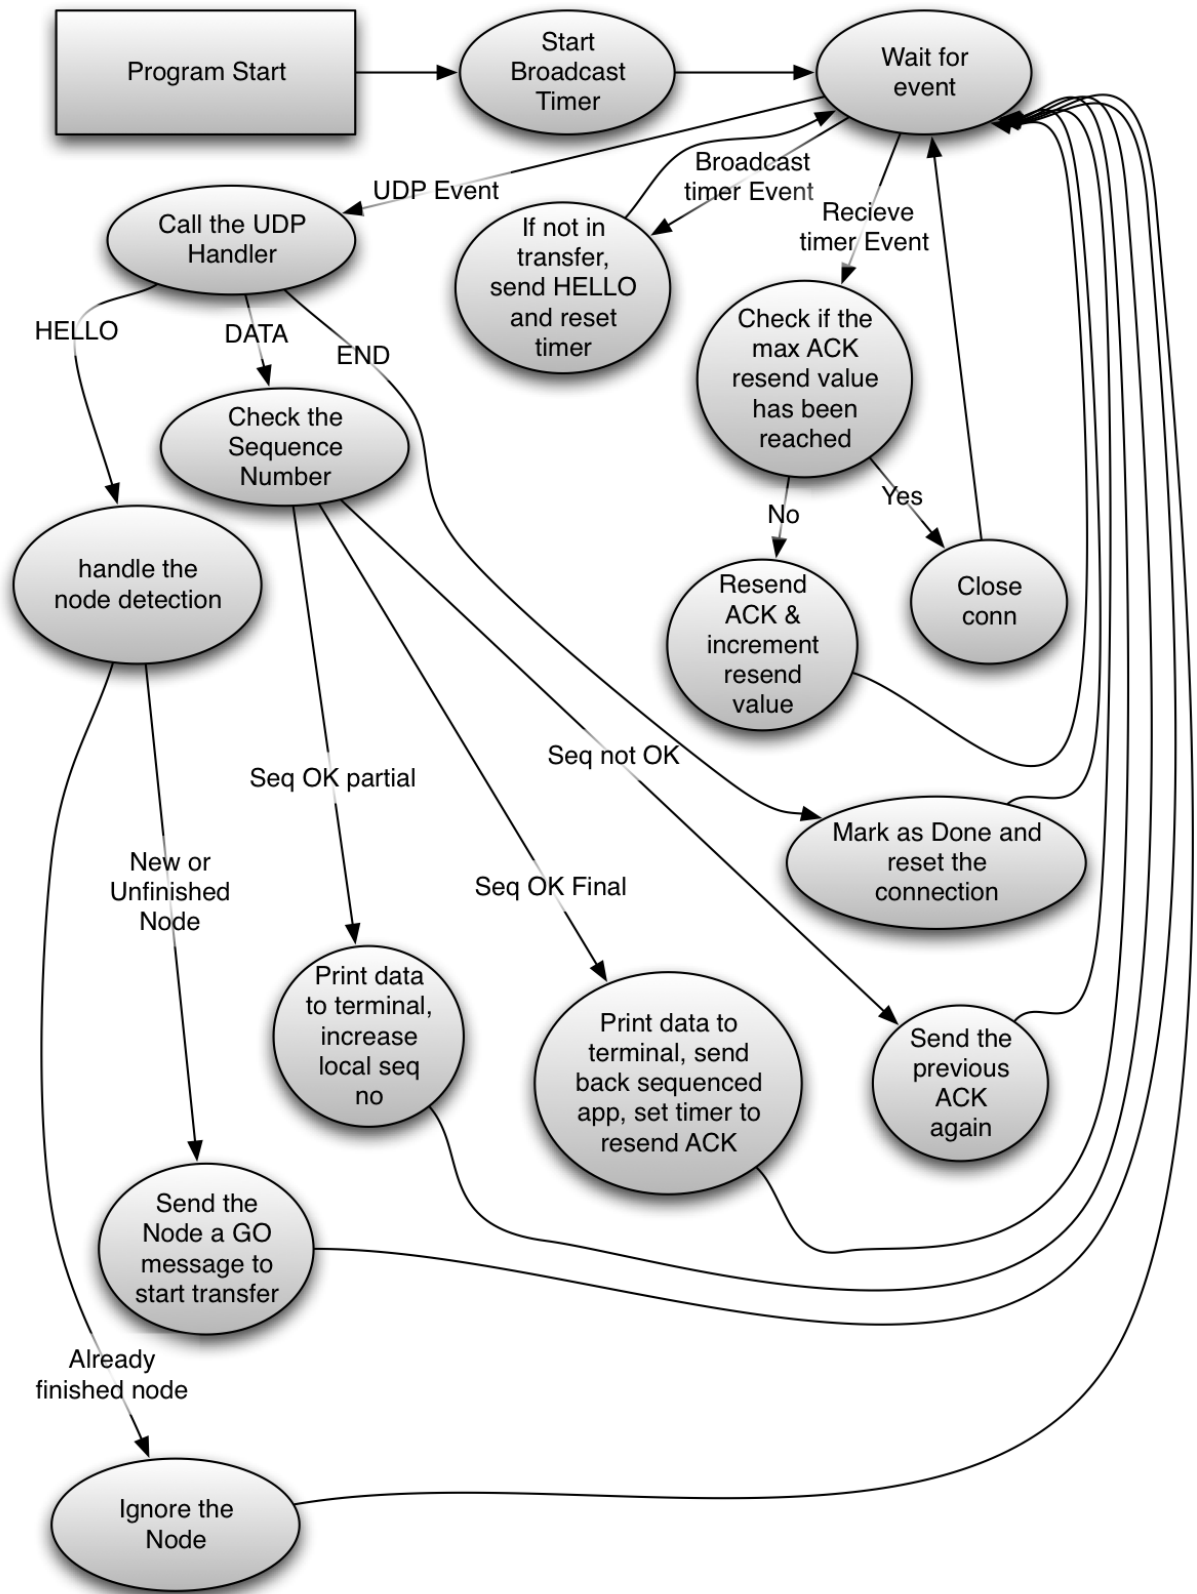 Program Start
Start
Broadcast
Timer
Wait for
event
UDP Event
Broadcast
timer Event
Recieve
timer Event
Call the UDP
Handler
If not in
transfer,
send HELLO
and reset
timer
HELLO
DATA
END
Check if the
max ACK
resend value
has been
reached
Check the
Sequence
Number
No
Yes
handle the
node detection
Resend
ACK &
increment
resend
value
Close
conn
Seq OK partial
Seq not OK
Mark as Done and
reset the
connection
New or
Unfinished
Node
Seq OK Final
Print data
to terminal,
increase
local seq
no
Print data to
terminal, send
back sequenced
app, set timer to
resend ACK
Send the
previous
ACK
again
Send the
Node a GO
message to
start transfer
Already
finished node
Ignore the
Node